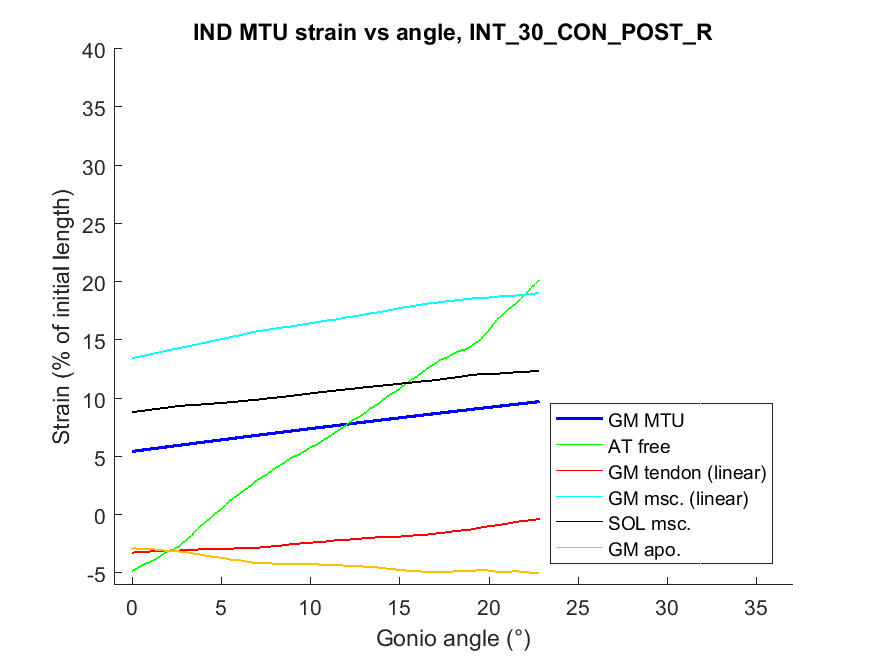 IND MTU strain vs angle, INT_30_CON_POST_R
40
35
30
25
20
15
10
5
0
-5
Strain (% of initial length)
0 5 10 15 20 25 30 35
Gonio angle (°)
GM MTU
AT free
GM tendon (linear)
GM msc. (linear)
SOL msc.
GM apo.